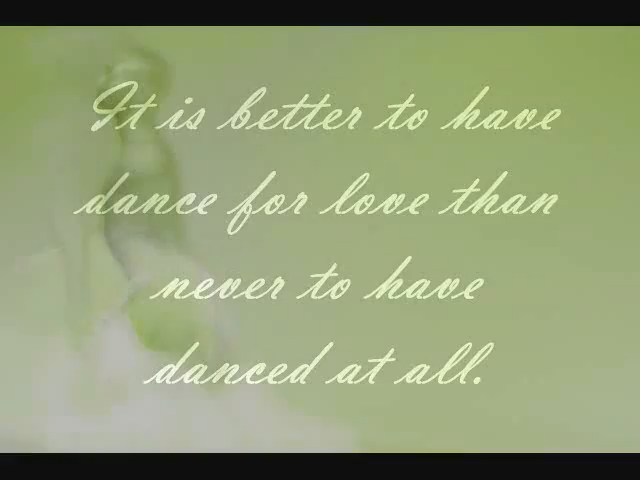 It is better to have
dance for love than
never to have
danced at all.